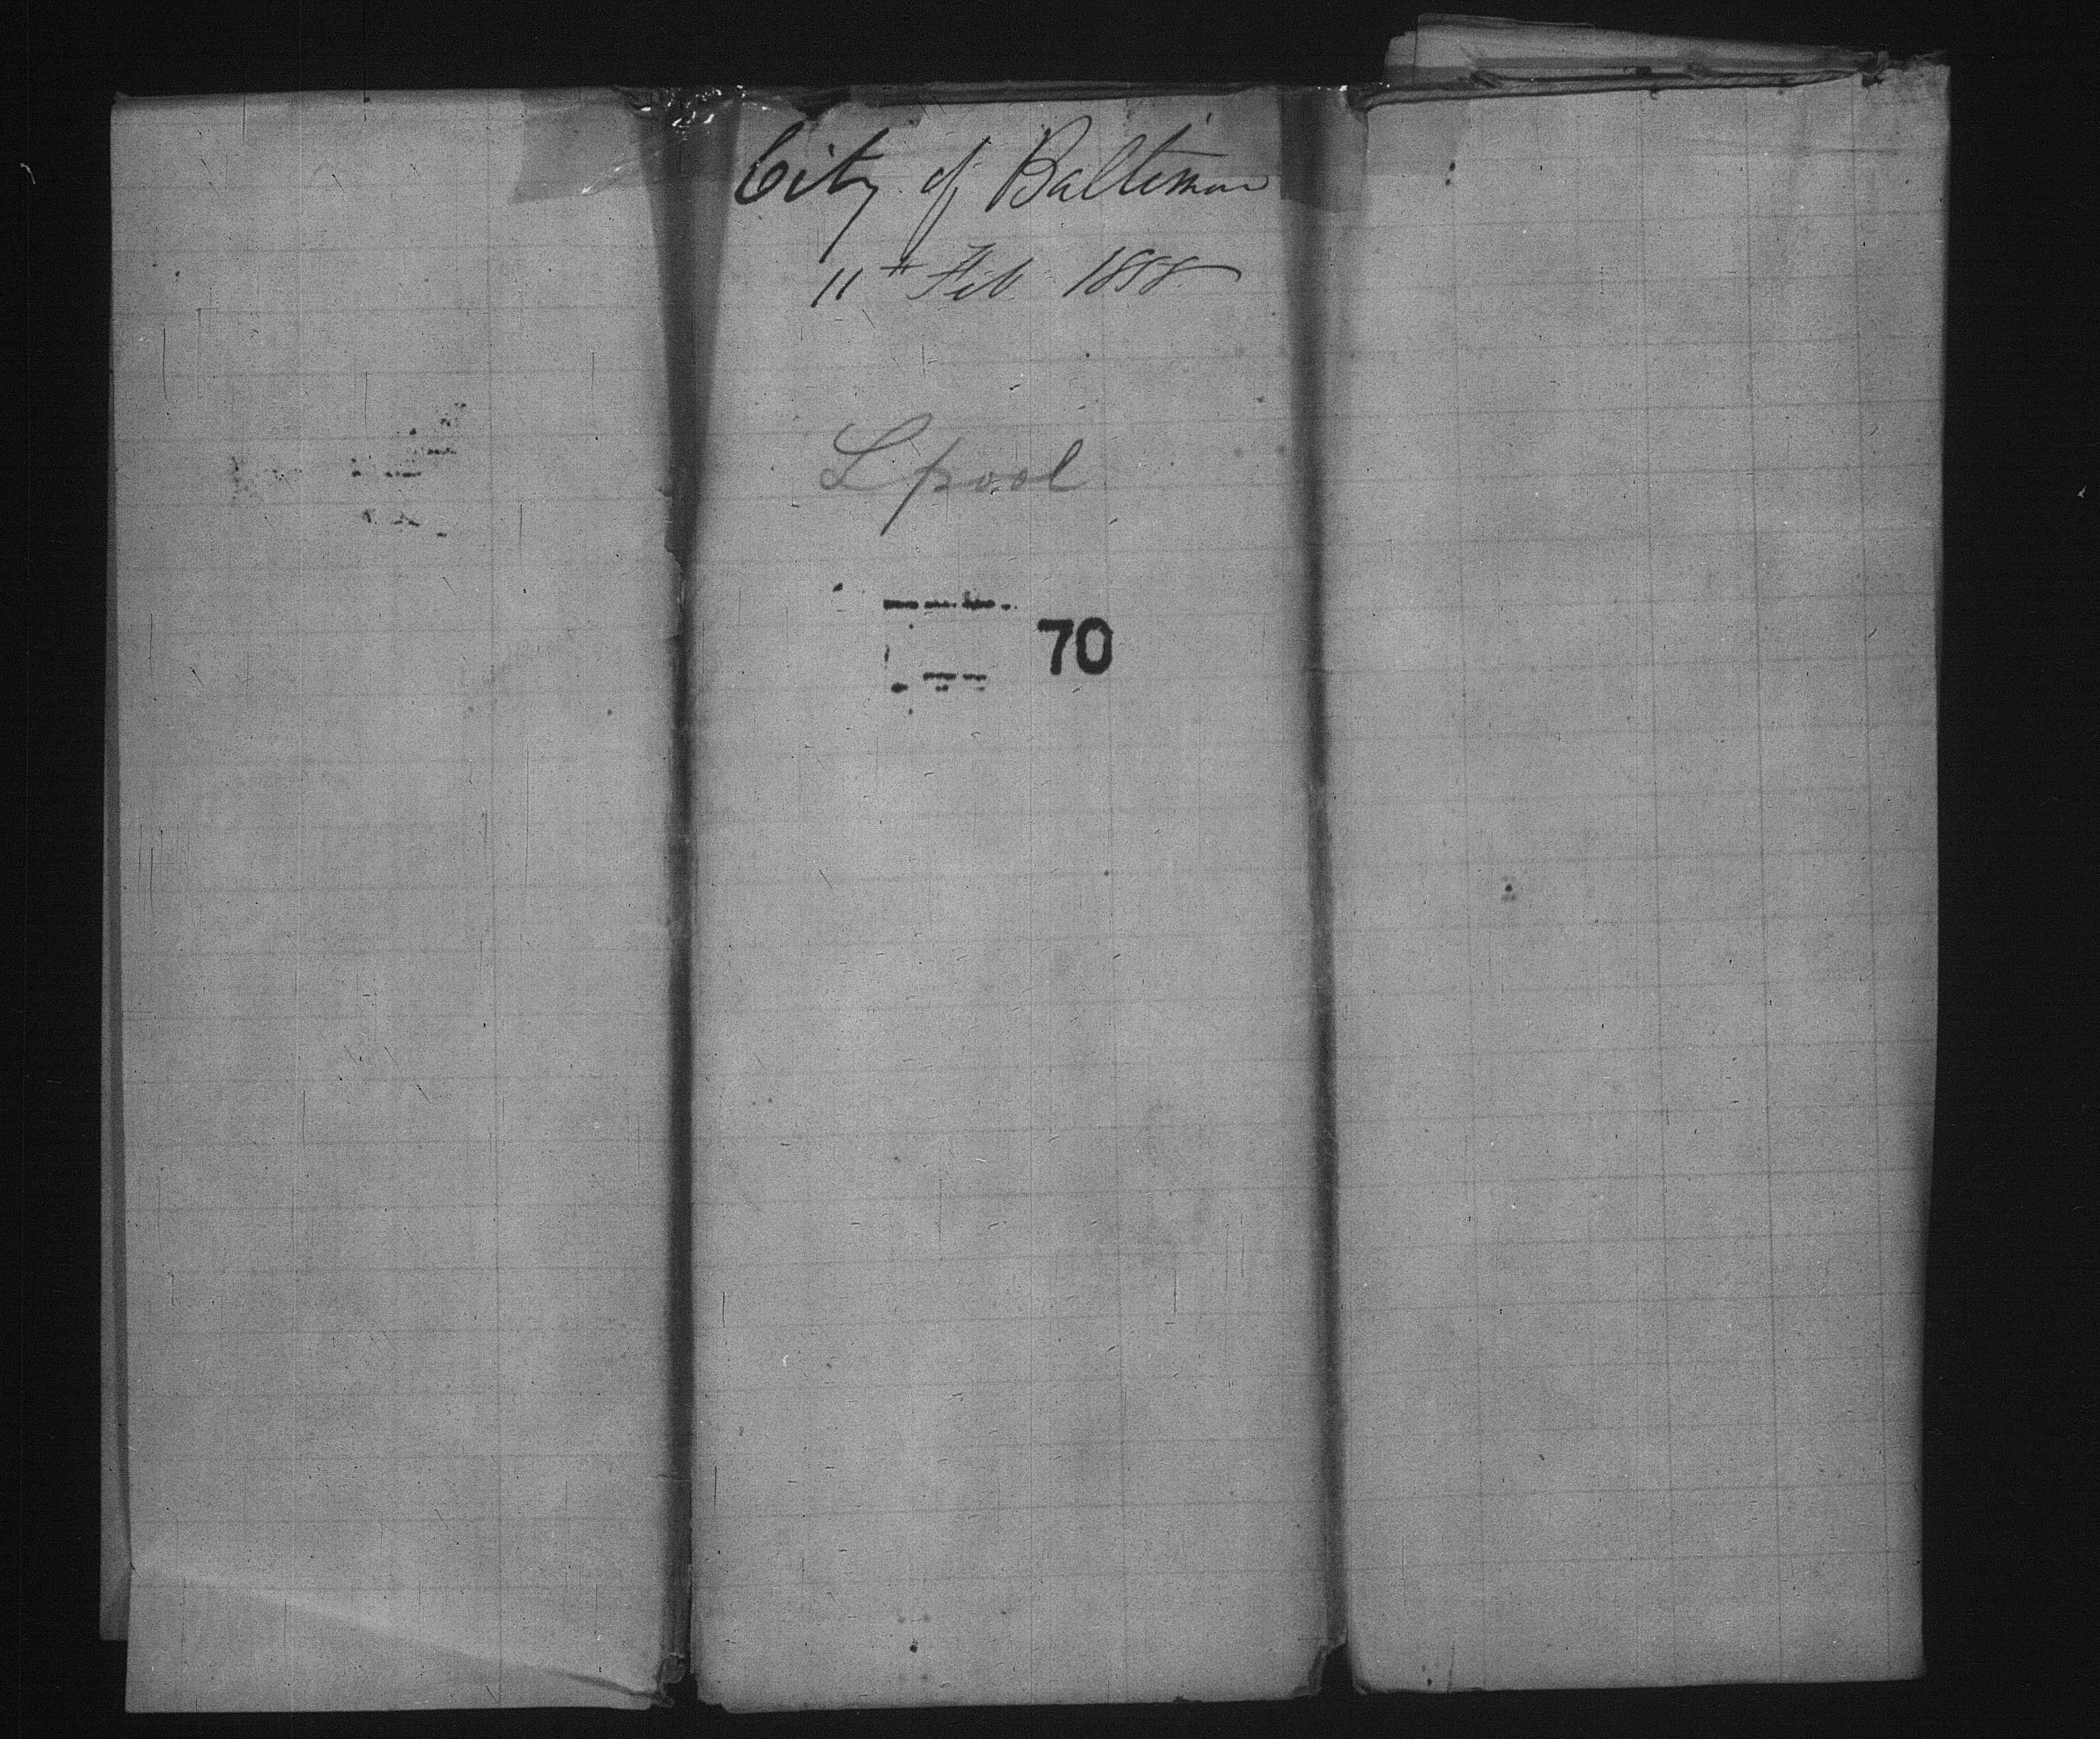 City of Baltimore
11th Feb 1858
Lpool
70